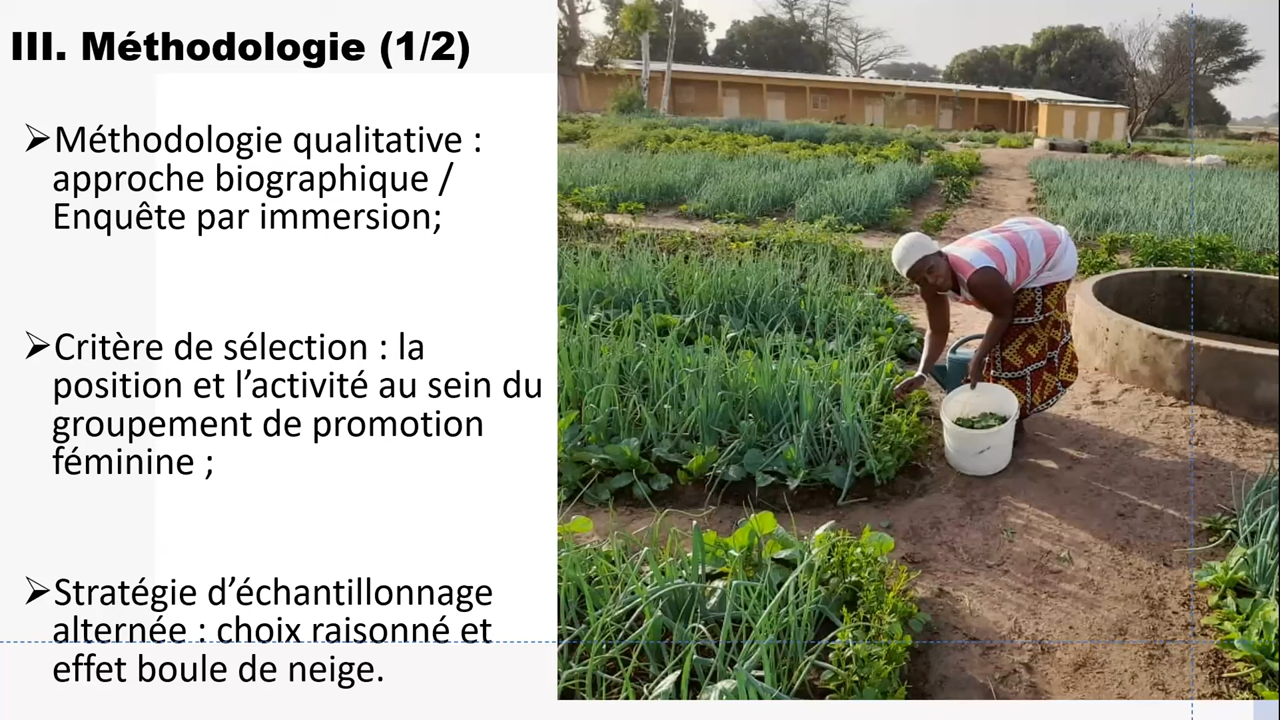 III. Méthodologie (1/2)
➢Méthodologie qualitative :
approche biographique /
Enquête par immersion;
➢Critère de sélection : la
position et l’activité au sein du
groupement de promotion
féminine ;
➢Stratégie d’échantillonnage
alternée : choix raisonné et
effet boule de neige.